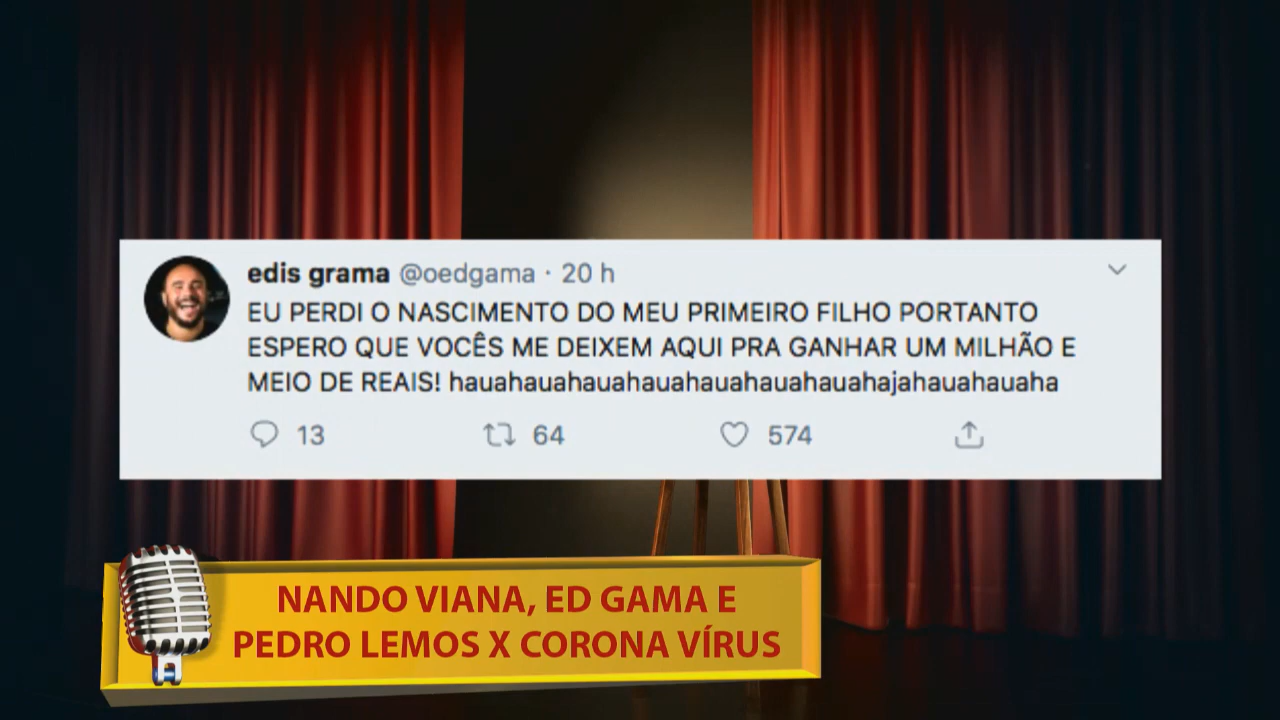 edis grama @oedgama · 20 h
EU PERDI O NASCIMENTO DO MEU PRIMEIRO FILHO PORTANTO
ESPERO QUE VOCÊS ME DEIXEM AQUI PRA GANHAR UM MILHÃO E
MEIO DE REAIS! hauahauahauahauahauahauahauahajahauahauaha
13 64 574
NANDO VIANA, ED GAMA E
PEDRO LEMOS X CORONA VÍRUS